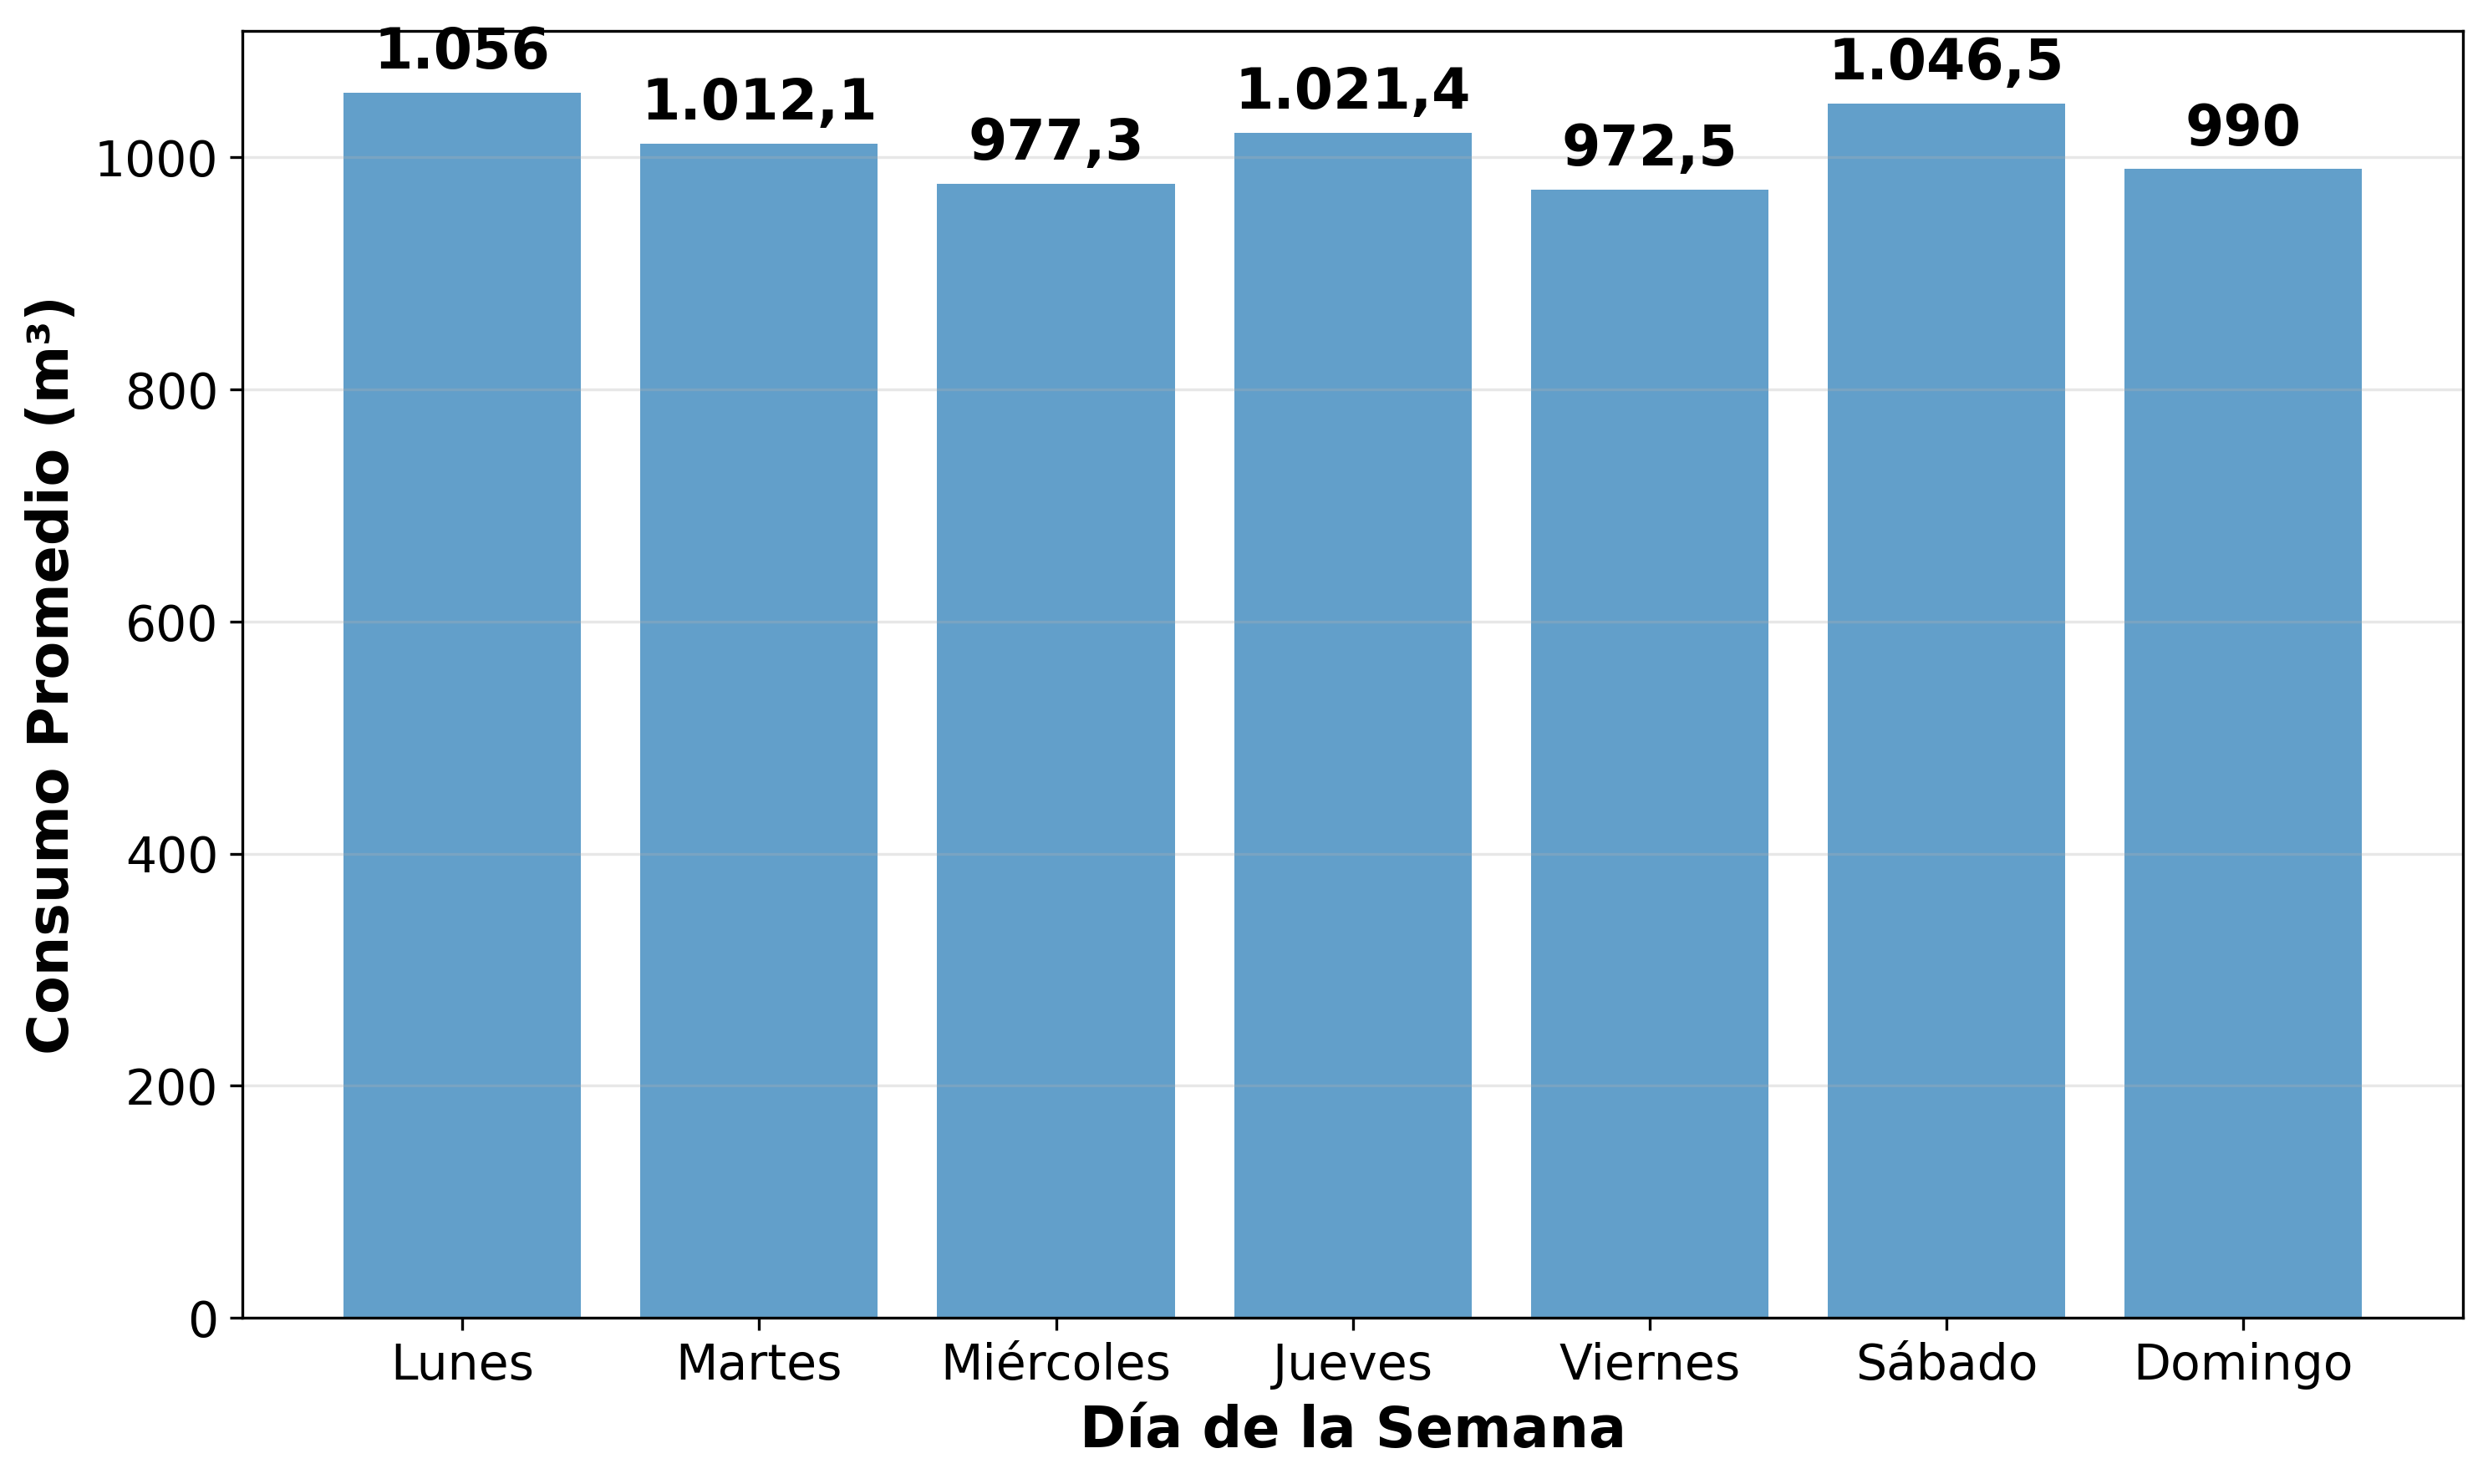 1.056
1.012,1
977,3
1.021,4
972,5
1.046,5
990
1000
800
600
400
200
0
Consumo Promedio (m³)
Lunes
Martes
Miércoles
Jueves
Viernes
Sábado
Domingo
Día de la Semana